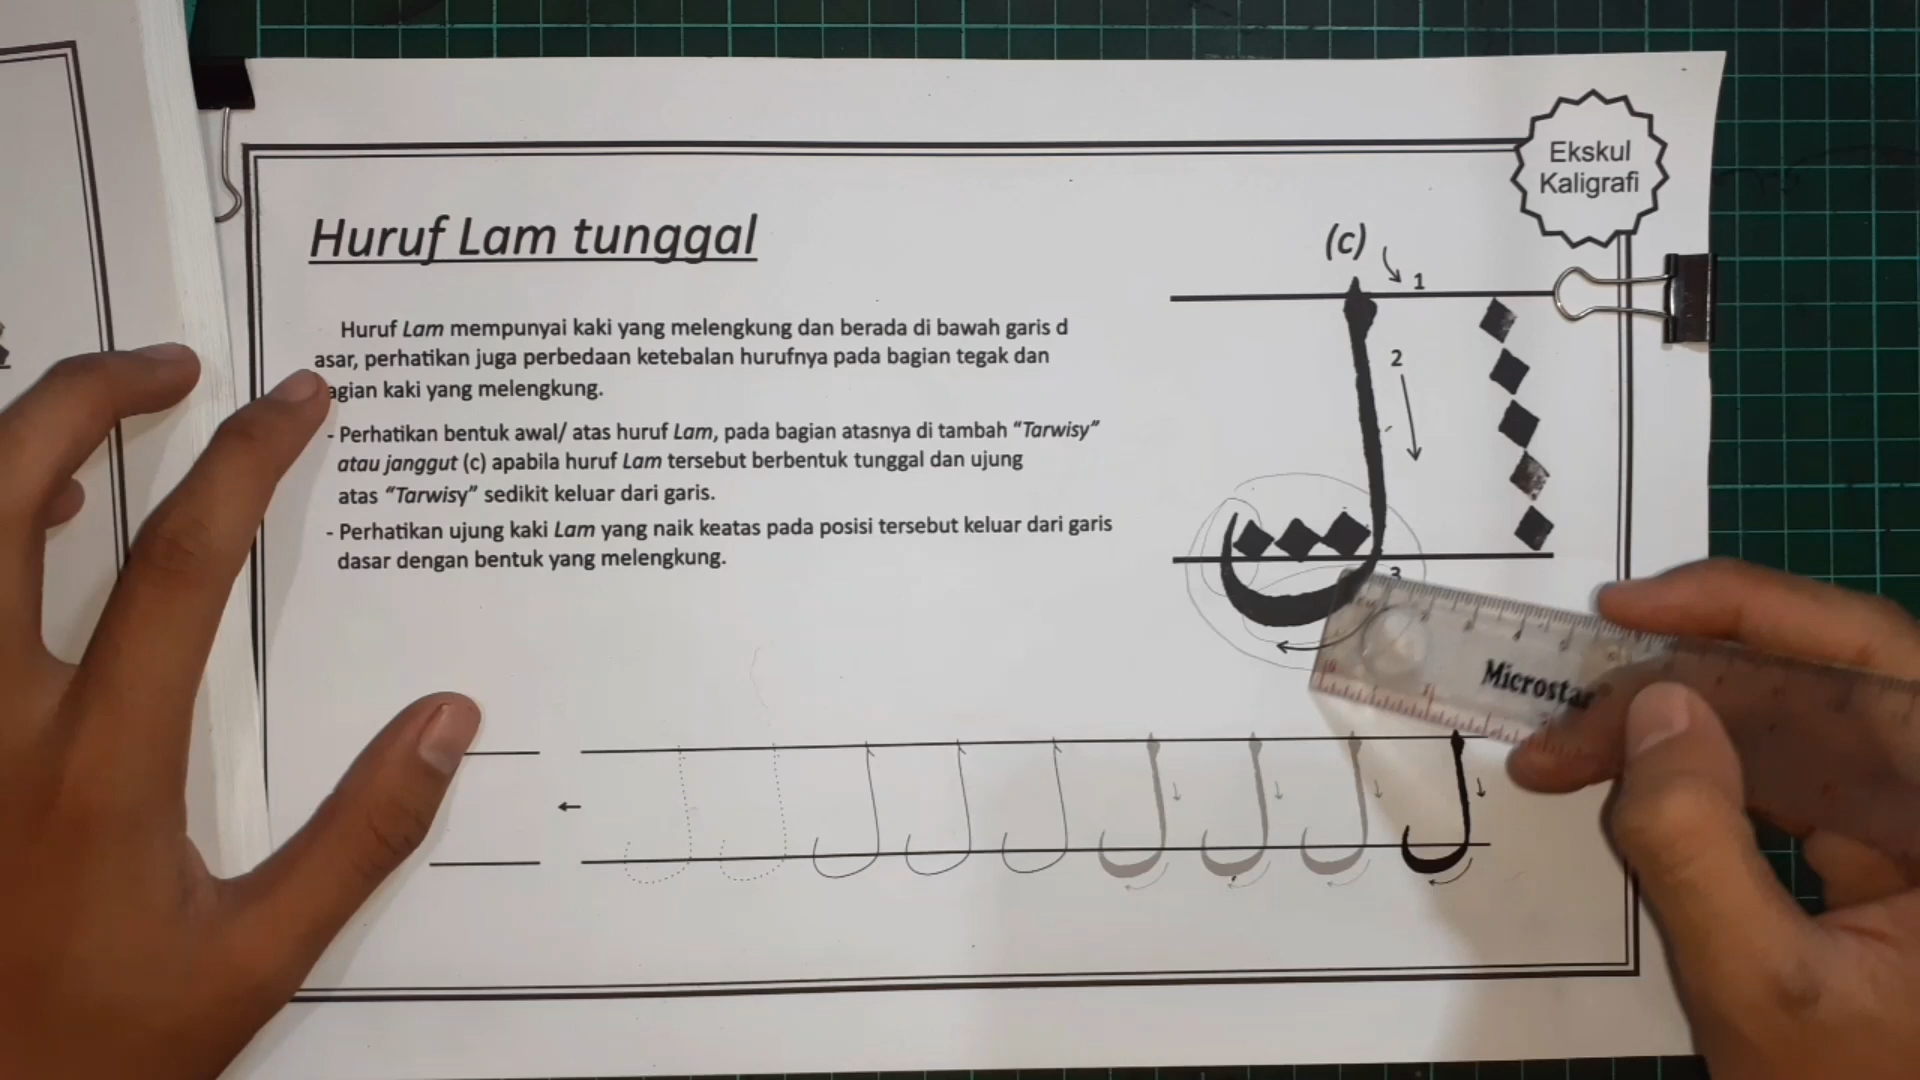 Ekskul
Kaligrafi
Huruf Lam tunggal
(c)
1
Huruf Lam mempunyai kaki yang melengkung dan berada di bawah garis d
asar, perhatikan juga perbedaan ketebalan hurufnya pada bagian tegak dan
agian kaki yang melengkung.
2
- Perhatikan bentuk awal/ atas huruf Lam, pada bagian atasnya di tambah “Tarwisy”
atau janggut (c) apabila huruf Lam tersebut berbentuk tunggal dan ujung
atas “Tarwisy” sedikit keluar dari garis.
- Perhatikan ujung kaki Lam yang naik keatas pada posisi tersebut keluar dari garis
dasar dengan bentuk yang melengkung.
ل
3
Microstar
ل ل ل ل ل ل ل ل ل